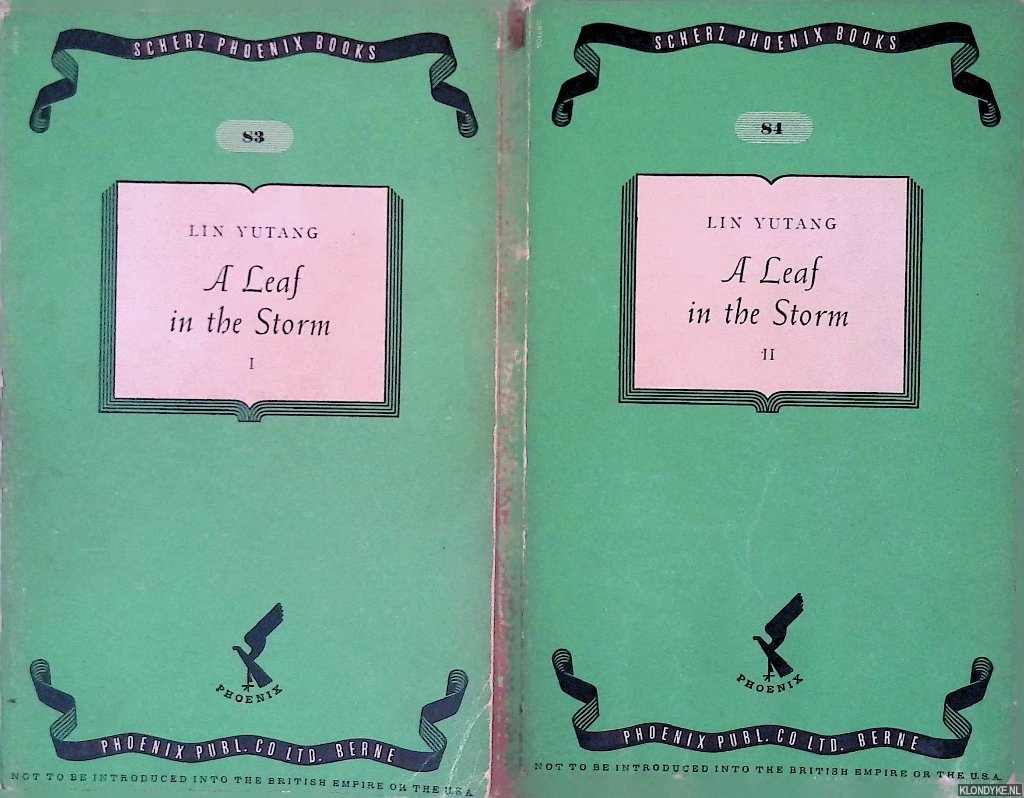 SCHERZ PHOENIX BOOKS
83
LIN YUTANG
A Leaf
in the Storm
I
PHOENIX
PHOENIX PUBL. CO LTD. BERNE
NOT TO BE INTRODUCED INTO THE BRITISH EMPIRE OR THE U.S.A.
SCHERZ PHOENIX BOOKS
84
LIN YUTANG
A Leaf
in the Storm
II
PHOENIX
PHOENIX PUBL. CO LTD. BERNE
NOT TO BE INTRODUCED INTO THE BRITISH EMPIRE OR THE U.S.A.
KLONDYKE.NL